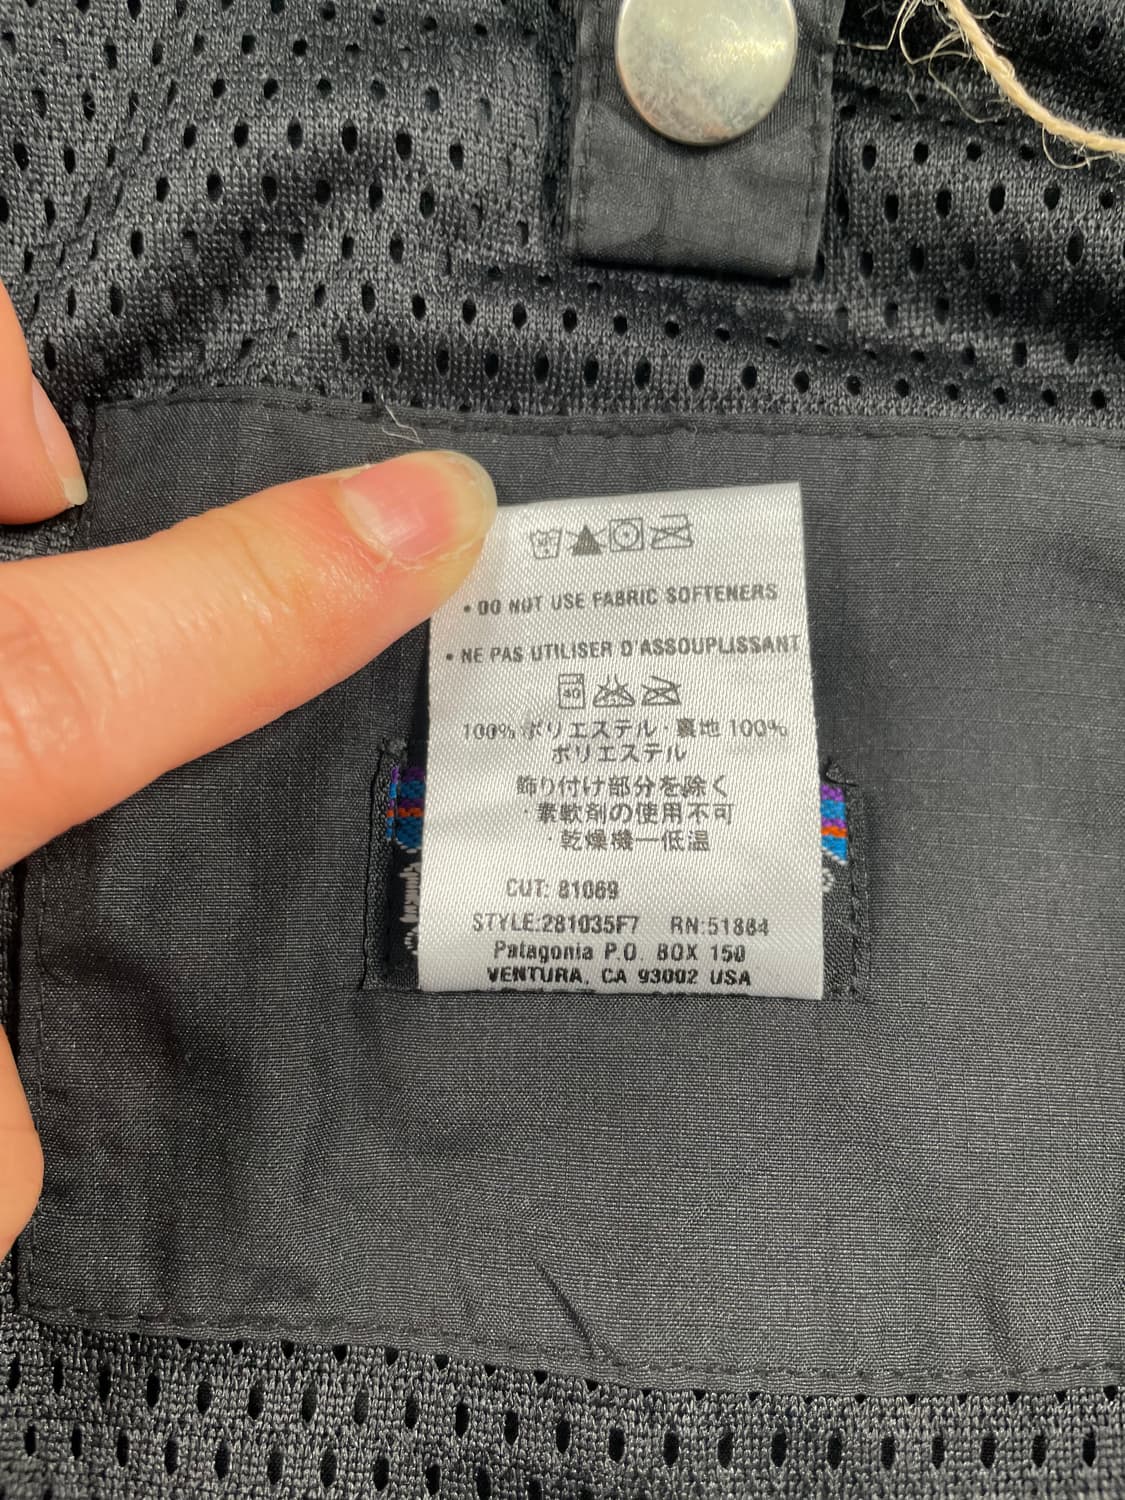 • DO NOT USE FABRIC SOFTENERS
• NE PAS UTILISER D'ASSOUPLISSANT
40
100% ポリエステル・裏地 100%
ポリエステル
飾り付け部分を除く
・素軟剤の使用不可
・乾燥機一低温
CUT: 81069
STYLE:281035F7 RN:51884
Patagonia P.O. BOX 150
VENTURA, CA 93002 USA